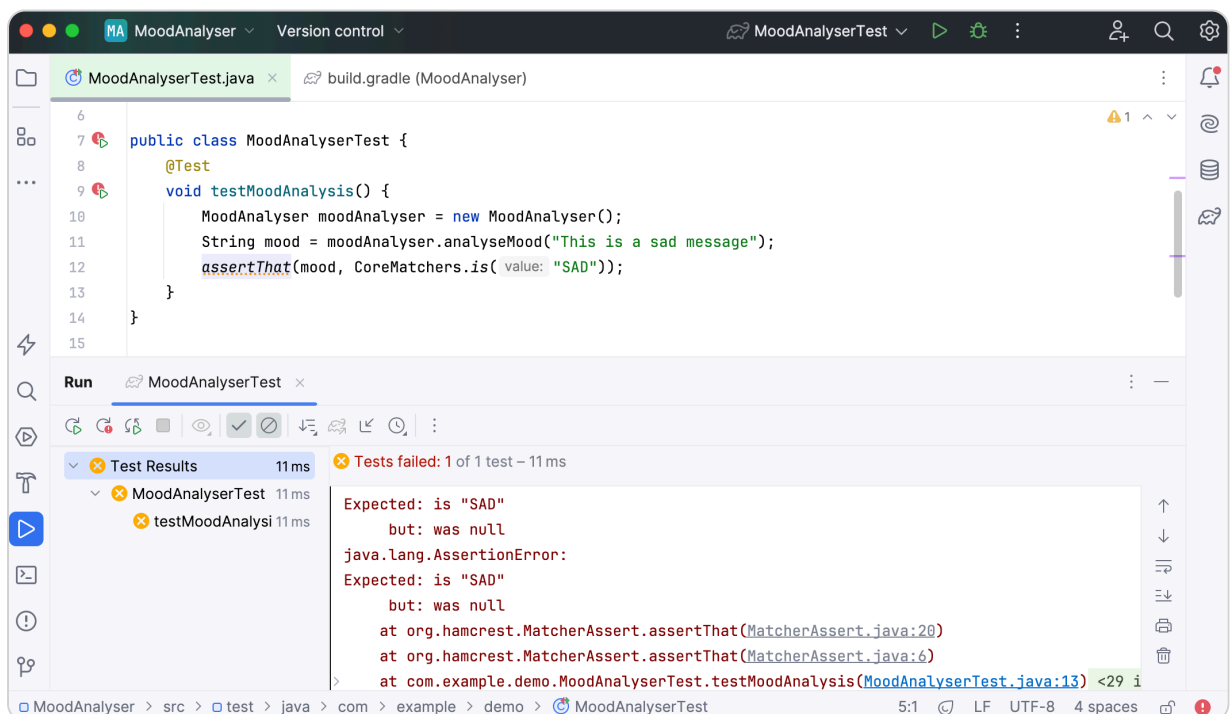 MA MoodAnalyser Version control MoodAnalyserTest
MoodAnalyserTest.java build.gradle (MoodAnalyser)
6
1
7 public class MoodAnalyserTest {
8 @Test
9 void testMoodAnalysis() {
10 MoodAnalyser moodAnalyser = new MoodAnalyser();
11 String mood = moodAnalyser.analyseMood("This is a sad message");
12 assertThat(mood, CoreMatchers.is( value: "SAD"));
13 }
14 }
15
Run MoodAnalyserTest
Test Results 11 ms
MoodAnalyserTest 11 ms
testMoodAnalysi 11 ms
Tests failed: 1 of 1 test – 11 ms
Expected: is "SAD"
but: was null
java.lang.AssertionError:
Expected: is "SAD"
but: was null
at org.hamcrest.MatcherAssert.assertThat(MatcherAssert.java:20)
at org.hamcrest.MatcherAssert.assertThat(MatcherAssert.java:6)
at com.example.demo.MoodAnalyserTest.testMoodAnalysis(MoodAnalyserTest.java:13) <29 i
MoodAnalyser > src > test > java > com > example > demo > MoodAnalyserTest 5:1 LF UTF-8 4 spaces